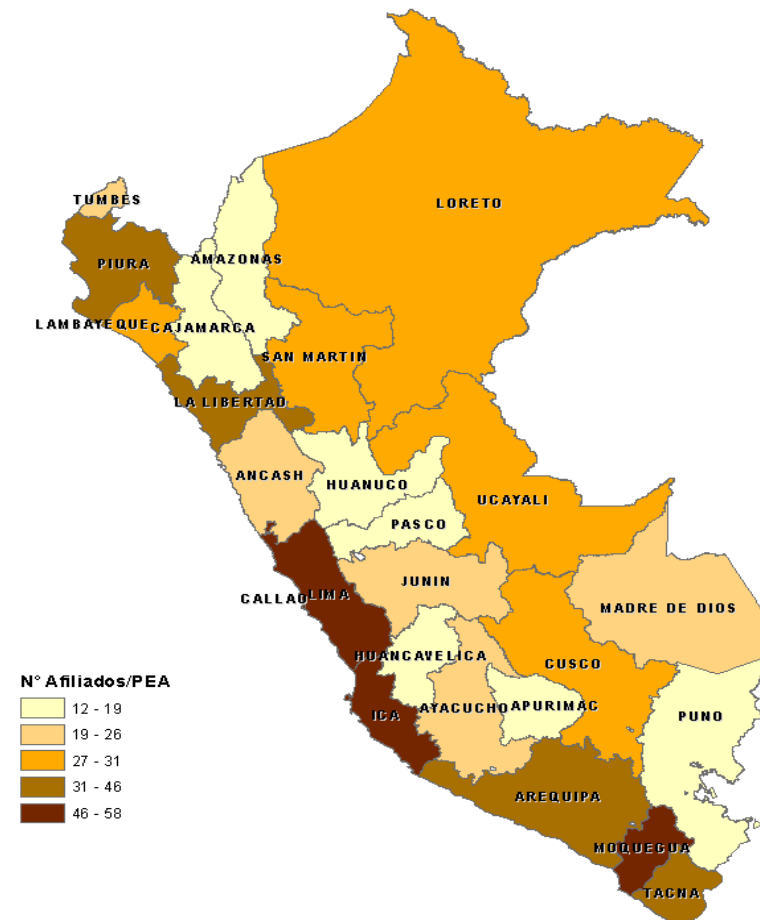 TUMBES
LORETO
PIURA
AMAZONAS
LAMBAYEQUE
CAJAMARCA
SAN MARTIN
LA LIBERTAD
ANCASH
HUANUCO
UCAYALI
PASCO
JUNIN
CALLAO
LIMA
MADRE DE DIOS
HUANCAVELICA
CUSCO
ICA
AYACUCHO
APURIMAC
PUNO
AREQUIPA
MOQUEGUA
TACNA
N° Afiliados/PEA
12 - 19
19 - 26
27 - 31
31 - 46
46 - 58